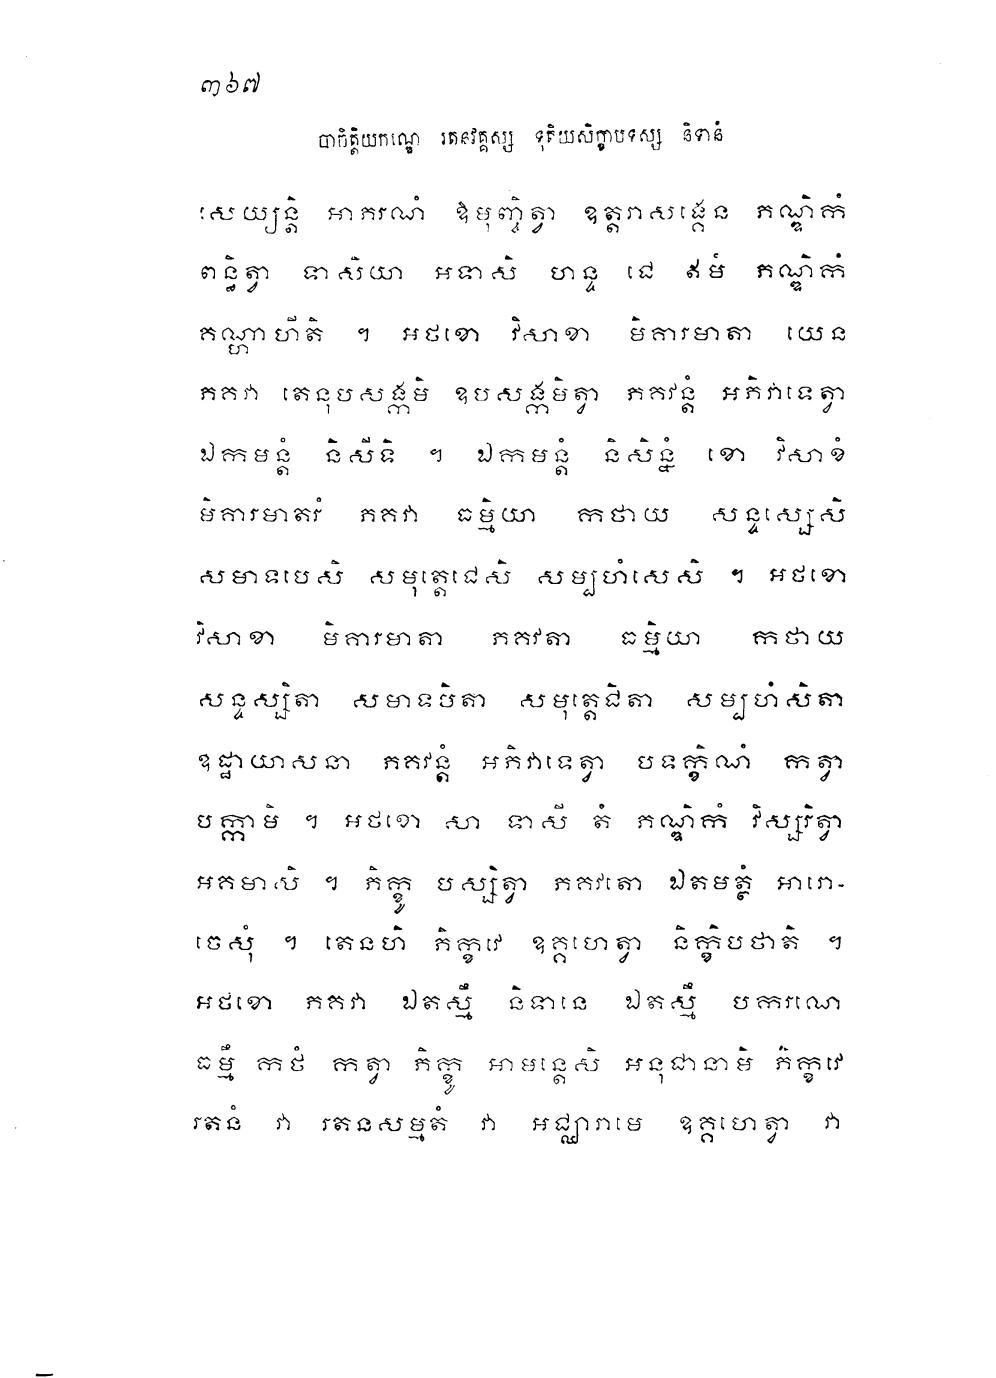 ៣៦៧
បាចិត្តិយកណ្ឌេ រតនវគ្គស្ស ទុតិយសិក្ខាបទស្ស និទានំ
សេយ្យន្តិ អាភរណំ ឱមុញ្ចិត្វា ឧត្តរាសង្គេន ភណ្ឌិកំ
ពន្ធិត្វា ទាសិយា អទាសិ ហន្ទ ជេ ឥមំ ភណ្ឌិកំ
គណ្ហាហីតិ ។ អថខោ វិសាខា មិគារមាតា យេន
ភគវា តេនុបសង្កមិ ឧបសង្កមិត្វា ភគវន្តំ អភិវាទេត្វា
ឯកមន្តំ និសីទិ ។ ឯកមន្តំ និសិន្នំ ខោ វិសាខំ
មិគារមាតរំ ភគវា ធម្មិយា កថាយ សន្ទស្សេសិ
សមាទបេសិ សមុត្តេជេសិ សម្បហំសេសិ ។ អថខោ
វិសាខា មិគារមាតា ភគវតា ធម្មិយា កថាយ
សន្ទស្សិតា សមាទបិតា សមុត្តេជិតា សម្បហំសិតា
ឧដ្ឋាយាសនា ភគវន្តំ អភិវាទេត្វា បទក្ខិណំ កត្វា
បក្កាមិ ។ អថខោ សា ទាសី តំ ភណ្ឌិកំ វិស្សរិត្វា
អគមាសិ ។ ភិក្ខូ បស្សិត្វា ភគវតោ ឯតមត្ថំ អារោ-
ចេសុំ ។ តេនហិ ភិក្ខវេ ឧគ្គហេត្វា និក្ខិបថាតិ ។
អថខោ ភគវា ឯតស្មឹ និទានេ ឯតស្មឹ បករណេ
ធម្មឹ កថំ កត្វា ភិក្ខូ អាមន្តេសិ អនុជានាមិ ភិក្ខវេ
រតនំ វា រតនសម្មតំ វា អជ្ឈារាមេ ឧគ្គហេត្វា វា